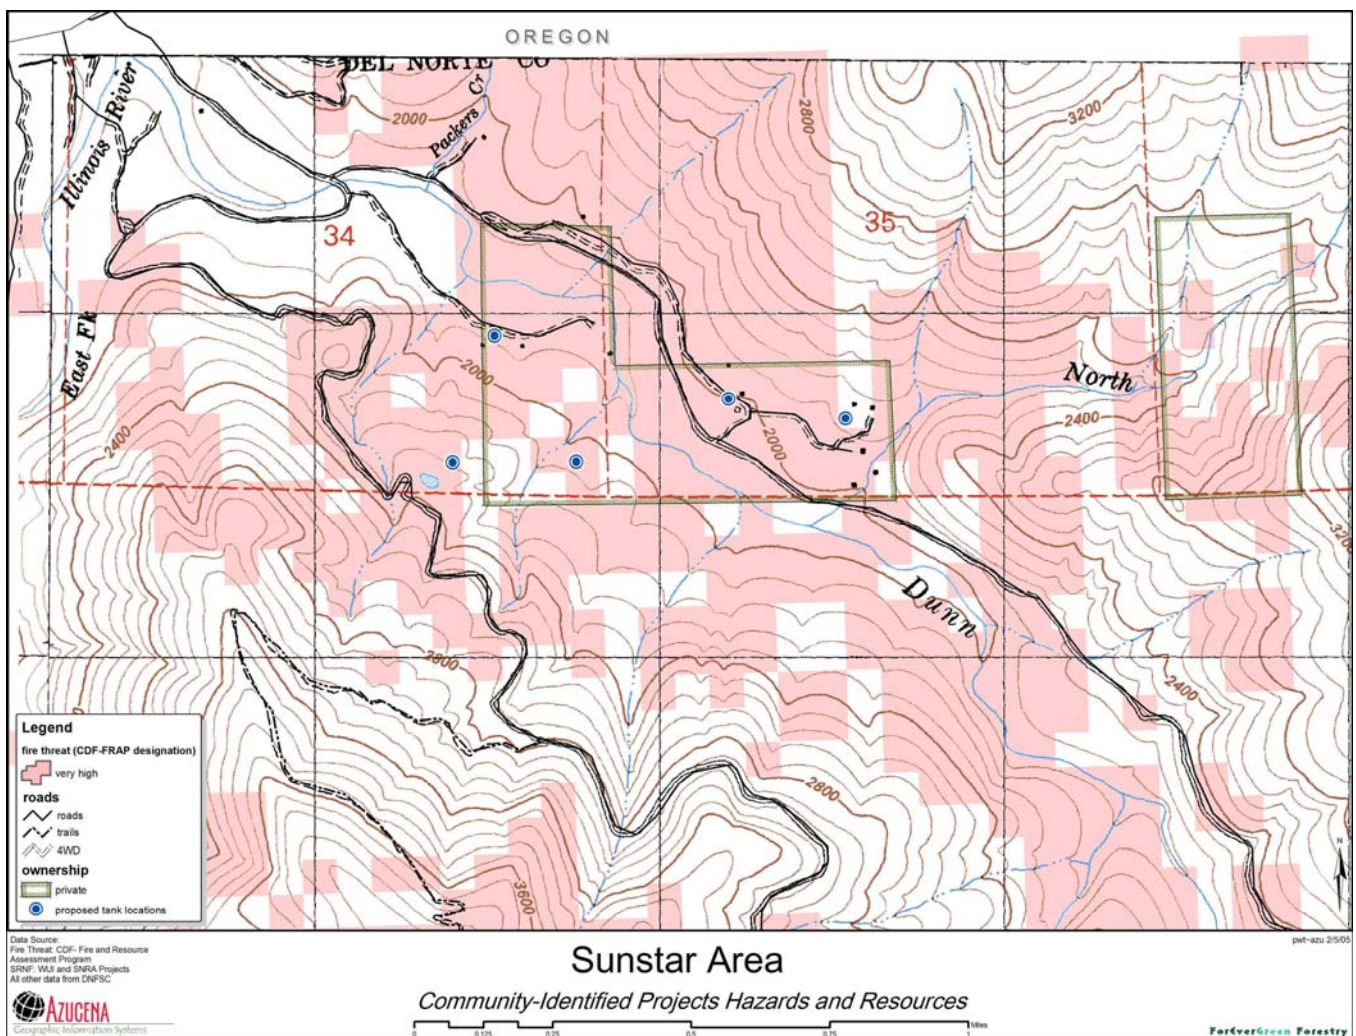 OREGON
DEL NORTE CO
Illinois River
Packers Cr
2000
2800
3200
34
35
East Fk
2000
North
2400
2400
2000
3200
Dunn
2800
2400
2800
3600
Legend
fire threat (CDF-FRAP designation)
very high
roads
roads
trails
4WD
ownership
private
proposed tank locations
N
Data Source:
Fire Threat: CDF- Fire and Resource
Assessment Program
SRNF: WUI and SNRA Projects
All other data from DNFSC
pwt~azu 2/5/05
Sunstar Area
Community-Identified Projects Hazards and Resources
AZUCENA
Geographic Information Systems
0 0.125 0.25 0.5 0.75 1 Miles
ForEverGreen Forestry